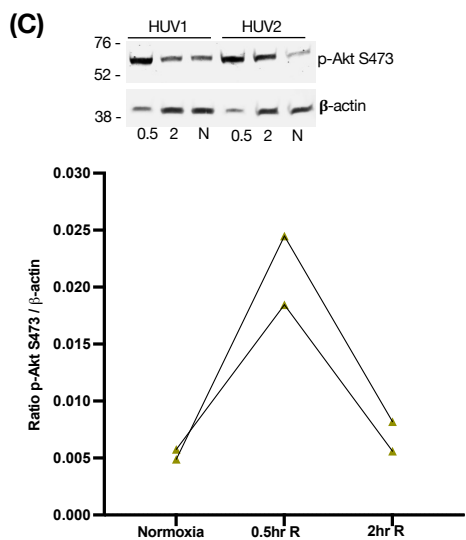 (C)
HUV1 HUV2
76 -
p-Akt S473
52 -
β-actin
38 -
0.5 2 N 0.5 2 N
0.030
0.025
0.020
0.015
0.010
0.005
0.000
Ratio p-Akt S473 / β-actin
Normoxia 0.5hr R 2hr R